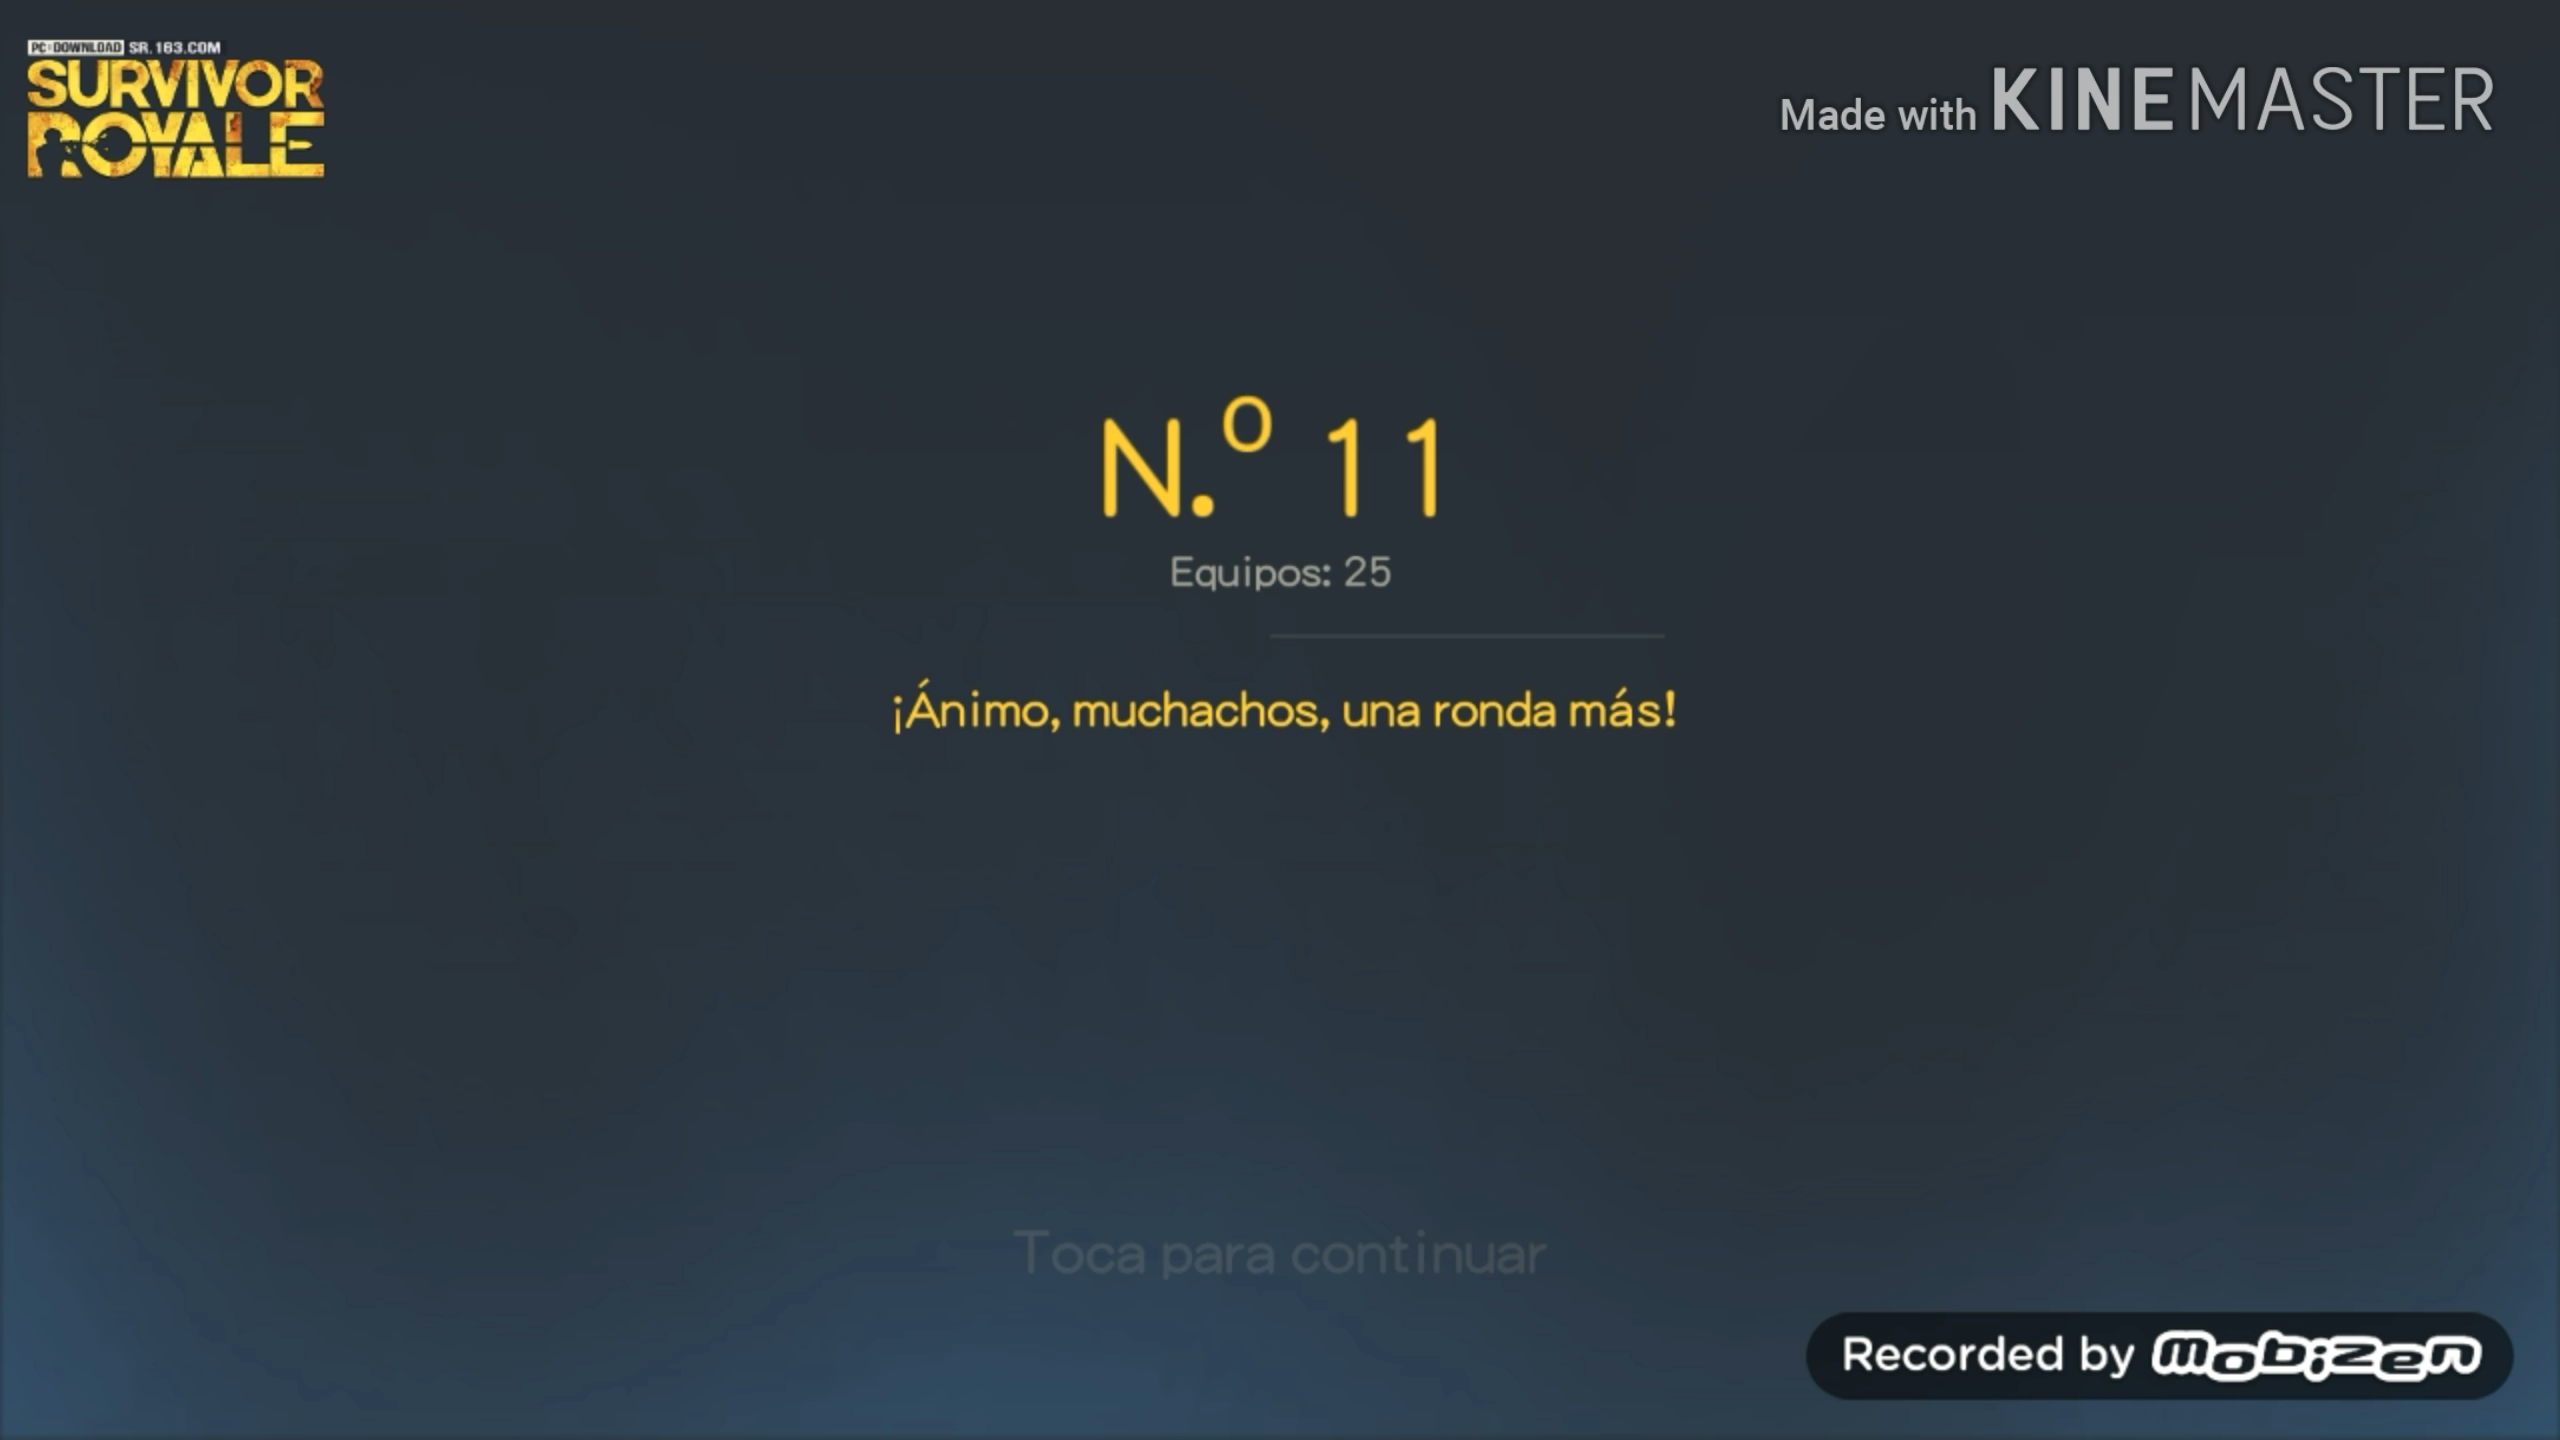 PC DOWNLOAD SR.163.COM
SURVIVOR
ROYALE
Made with KINEMASTER
N.º 11
Equipos: 25
¡Ánimo, muchachos, una ronda más!
Toca para continuar
Recorded by mobizen